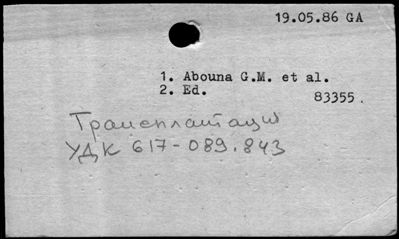 19.05.86 GA
1. Abouna G.M. et al.
2. Ed.
83355.
Трансплантация
УДК 617-089.843